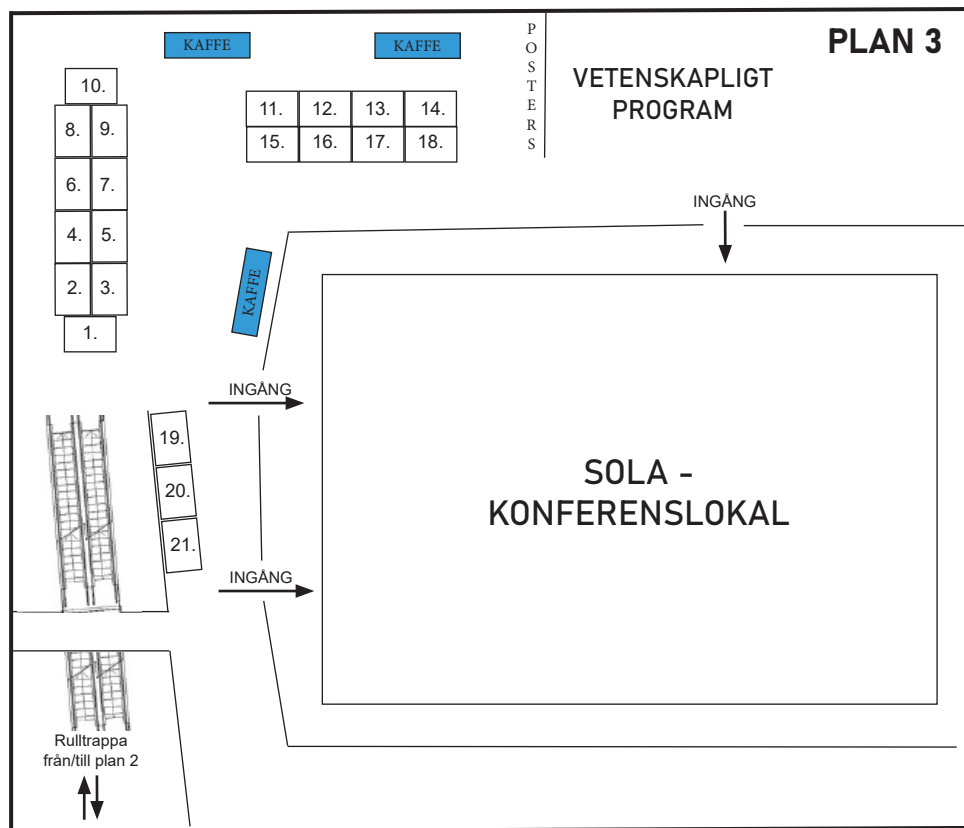 KAFFE
KAFFE
POSTERS
PLAN 3
VETENSKAPLIGT
PROGRAM
10.
8. 9.
6. 7.
4. 5.
2. 3.
1.
11. 12. 13. 14.
15. 16. 17. 18.
INGÅNG
KAFFE
INGÅNG
19.
20.
21.
SOLA -
KONFERENSLOKAL
INGÅNG
Rulltrappa
från/till plan 2